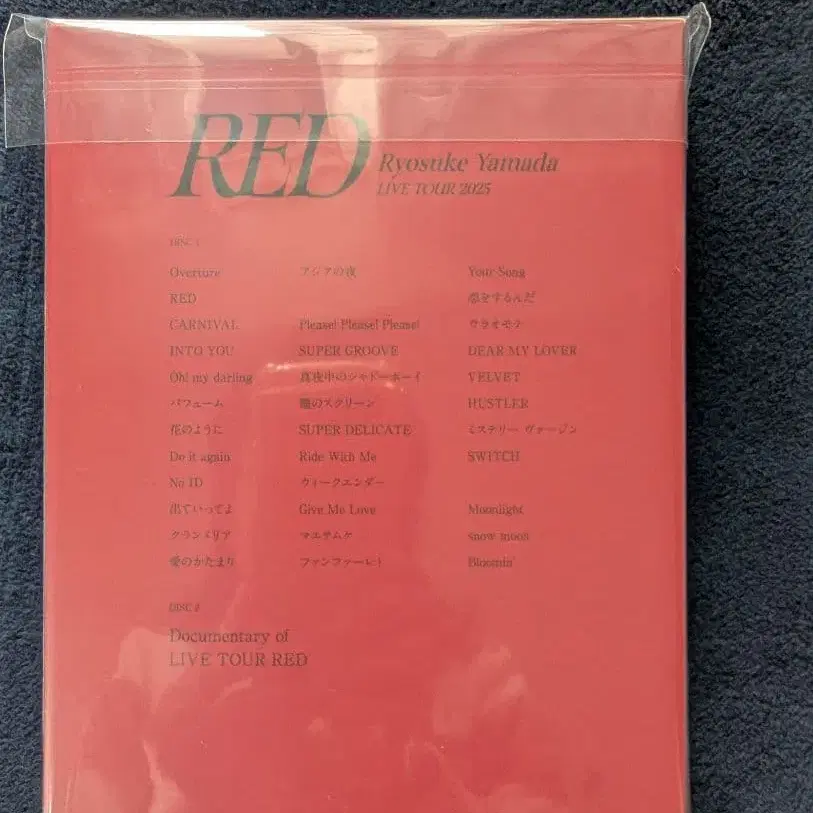 RED
Ryosuke Yamada
LIVE TOUR 2025
DISC 1
Overture
RED
CARNIVAL
INTO YOU
Oh! my darling
パフューム
花のように
Do it again
No ID
出ていってよ
グランメリア
愛のかたまり
アジアの夜
Please! Please! Please!
SUPER GROOVE
真夜中のシャドーボーイ
瞳のスクリーン
SUPER DELICATE
Ride With Me
ウィークエンダー
Give Me Love
マエヲムケ
ファンファーレ!
Your Song
恋をするんだ
ウラオモテ
DEAR MY LOVER
VELVET
HUSTLER
ミステリー ヴァージン
SWITCH
Moonlight
snow moon
Bloomin'
DISC 2
Documentary of
LIVE TOUR RED